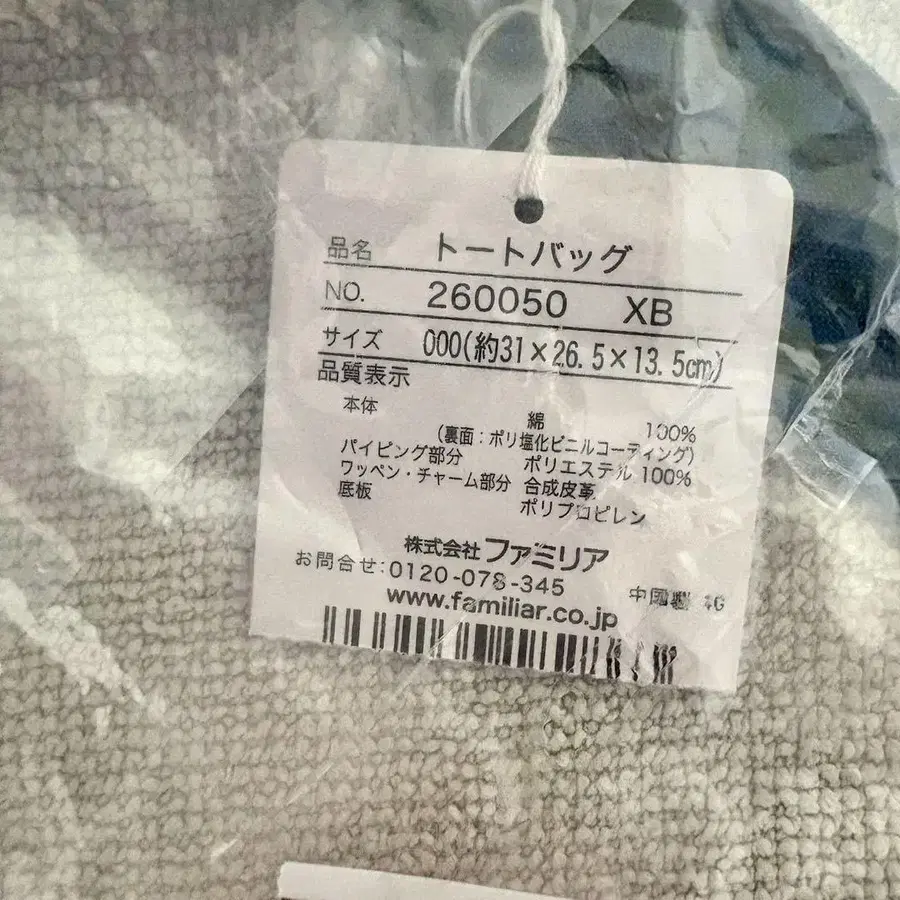 品名 トートバッグ
NO. 260050 XB
サイズ 000(約31×26.5×13.5cm)
品質表示
本体 綿 100%
(裏面:ポリ塩化ビニルコーティング)
パイピング部分 ポリエステル 100%
ワッペン・チャーム部分 合成皮革
底板 ポリプロピレン
株式会社ファミリア
お問合せ:0120-078-345
中国製
www.familiar.co.jp